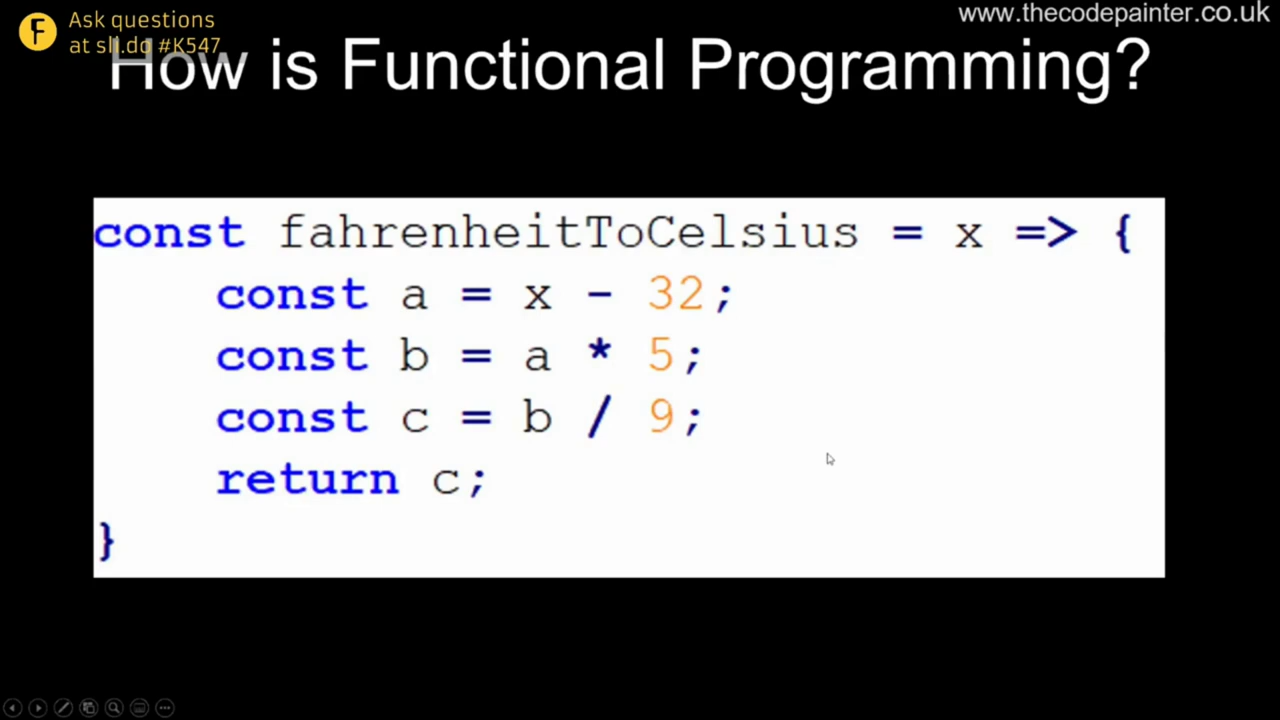 Ask questions
at sli.do #K547
www.thecodepainter.co.uk
How is Functional Programming?
const fahrenheitToCelsius = x => {
    const a = x - 32;
    const b = a * 5;
    const c = b / 9;
    return c;
}